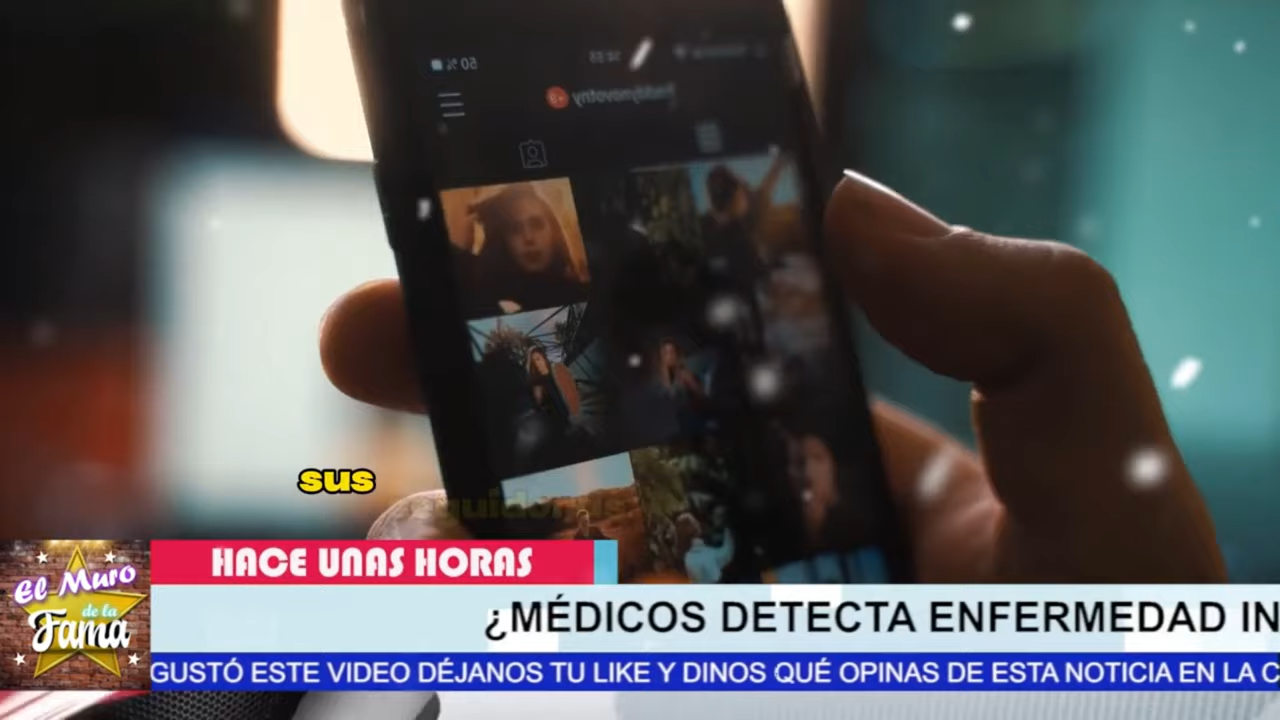 sus
HACE UNAS HORAS
El Muro
de la
Fama
¿MÉDICOS DETECTA ENFERMEDAD IN
GUSTÓ ESTE VIDEO DÉJANOS TU LIKE Y DINOS QUÉ OPINAS DE ESTA NOTICIA EN LA C